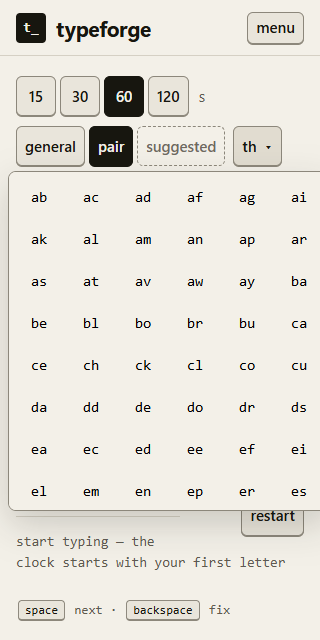 t_ typeforge menu
15 30 60 120 s
general pair suggested th
ab ac ad af ag ai
ak al am an ap ar
as at av aw ay ba
be bl bo br bu ca
ce ch ck cl co cu
da dd de do dr ds
ea ec ed ee ef ei
el em en ep er es
restart
start typing — the
clock starts with your first letter
space next · backspace fix